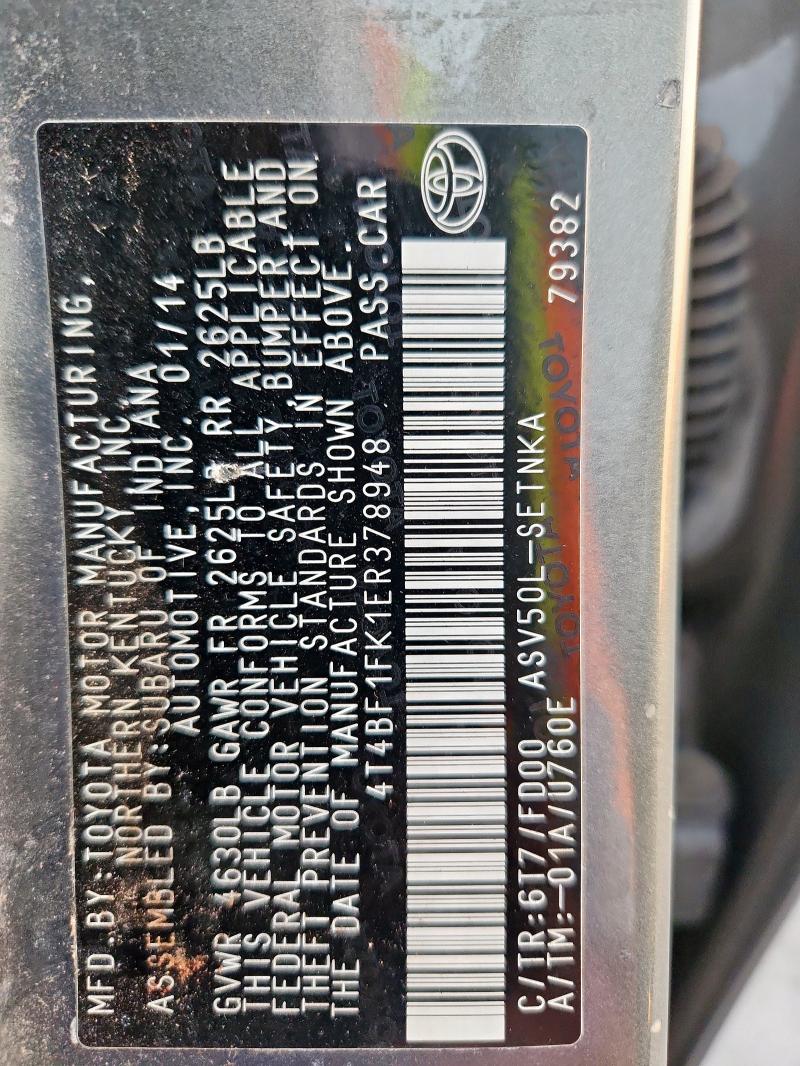 MFD.BY:TOYOTA MOTOR MANUFACTURING,
NORTHERN KENTUCKY INC.
ASSEMBLED BY:SUBARU OF INDIANA
AUTOMOTIVE,INC. 01/14
GVWR 4630LB GAWR FR 2625LB RR 2625LB
THIS VEHICLE CONFORMS TO ALL APPLICABLE
FEDERAL MOTOR VEHICLE SAFETY,BUMPER,AND
THEFT PREVENTION STANDARDS IN EFFECT ON
THE DATE OF MANUFACTURE SHOWN ABOVE.
4T4BF1FK1ER378948 PASS.CAR
C/TR:6T7/FD00 ASV50L-SETNKA
A/TM:-01A/U760E 79382